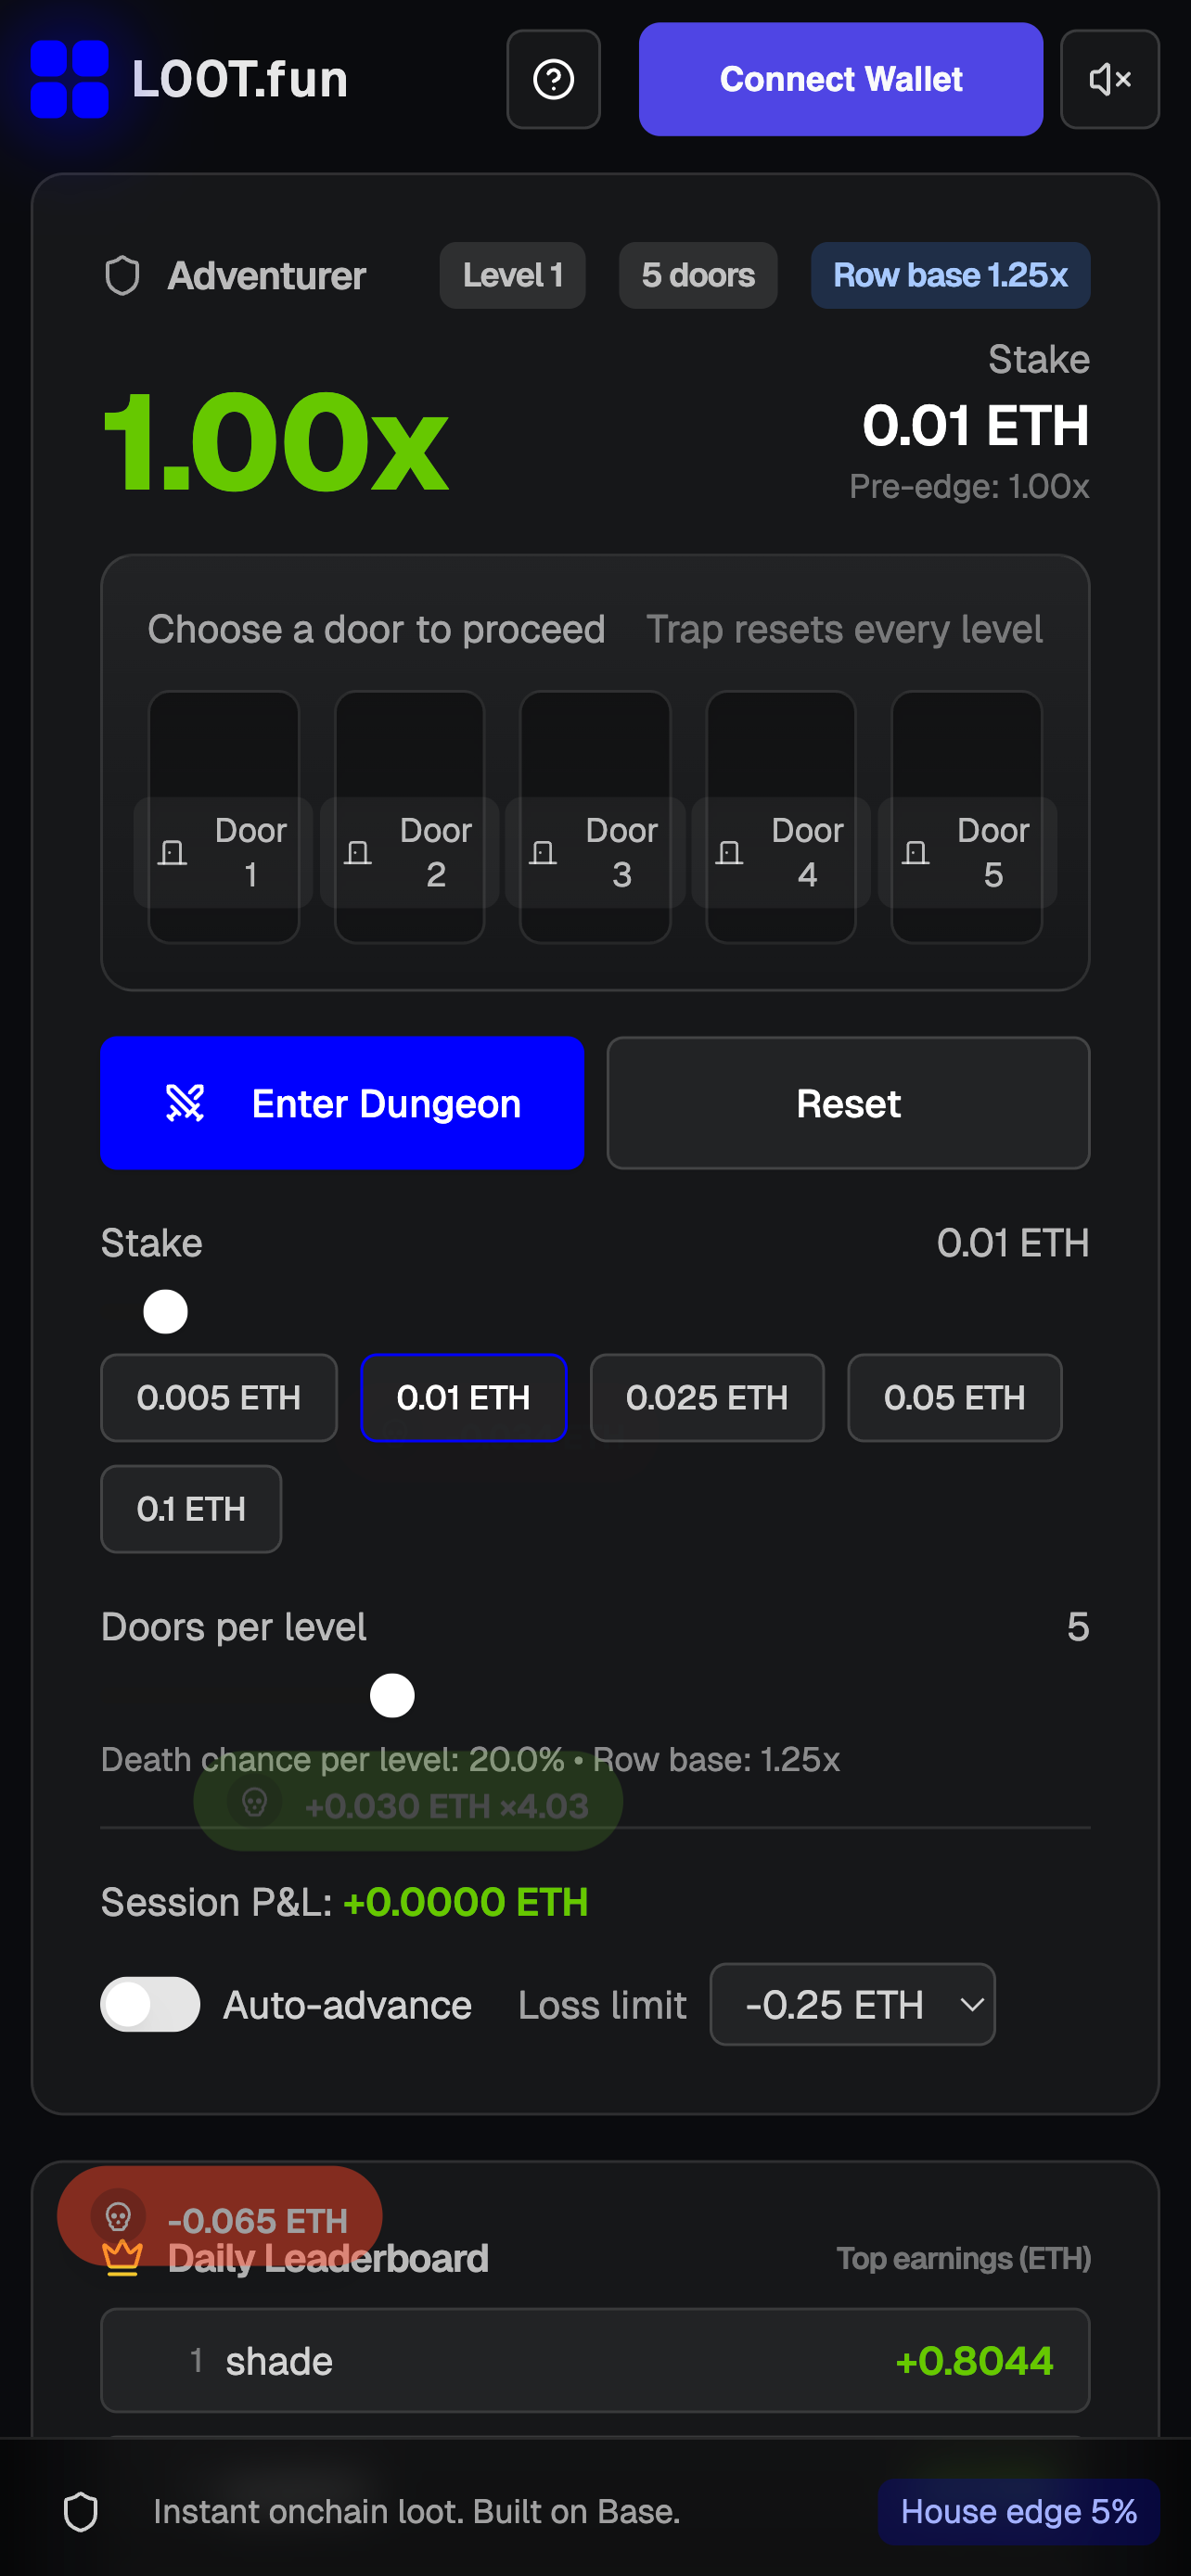 LOOT.fun
Connect Wallet
Adventurer
Level 1
5 doors
Row base 1.25x
1.00x
Stake
0.01 ETH
Pre-edge: 1.00x
Choose a door to proceed
Trap resets every level
Door 1
Door 2
Door 3
Door 4
Door 5
Enter Dungeon
Reset
Stake
0.01 ETH
0.005 ETH
0.01 ETH
0.025 ETH
0.05 ETH
0.1 ETH
Doors per level
5
Death chance per level: 20.0% • Row base: 1.25x
+0.030 ETH ×4.03
Session P&L: +0.0000 ETH
Auto-advance
Loss limit
-0.25 ETH
-0.065 ETH
Daily Leaderboard
Top earnings (ETH)
1 shade
+0.8044
Instant onchain loot. Built on Base.
House edge 5%